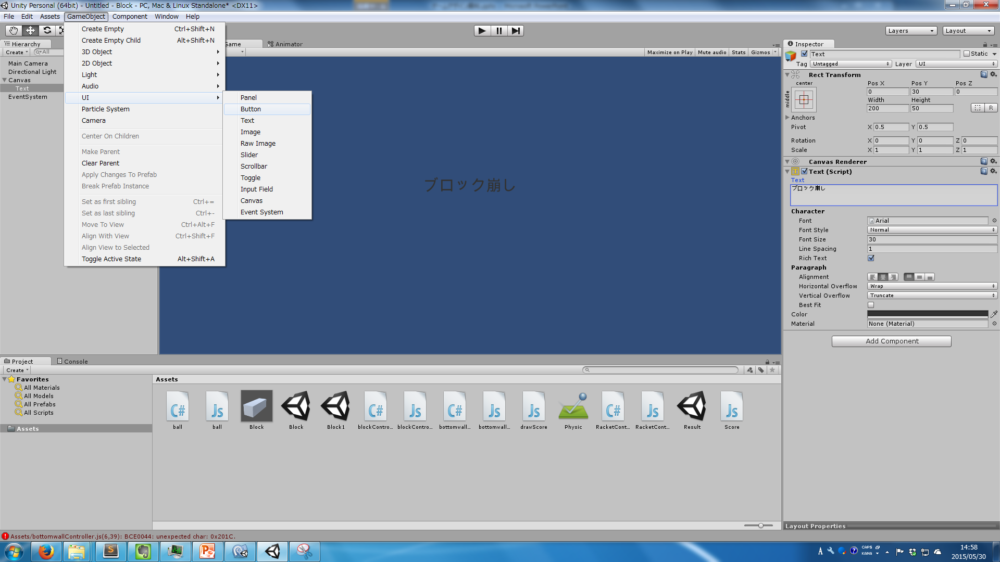 Unity Personal (64bit) - Untitled - Block - PC, Mac & Linux Standalone* <DX11>
File Edit Assets GameObject Component Window Help
Layers Layout
Hierarchy
Create All
Main Camera
Directional Light
Canvas
Text
EventSystem
Create Empty Ctrl+Shift+N
Create Empty Child Alt+Shift+N
3D Object
2D Object
Light
Audio
UI
Particle System
Camera
Center On Children
Make Parent
Clear Parent
Apply Changes To Prefab
Break Prefab Instance
Set as first sibling Ctrl+=
Set as last sibling Ctrl+-
Move To View Ctrl+Alt+F
Align With View Ctrl+Shift+F
Align View to Selected
Toggle Active State Alt+Shift+A
Panel
Button
Text
Image
Raw Image
Slider
Scrollbar
Toggle
Input Field
Canvas
Event System
Game Animator
Maximize on Play Mute audio Stats Gizmos
ブロック崩し
Inspector
Text Static
Tag Untagged Layer UI
Rect Transform
center
middle
Pos X Pos Y Pos Z
0 30 0
Width Height
200 50
R
Anchors
Pivot X 0.5 Y 0.5
Rotation X 0 Y 0 Z 0
Scale X 1 Y 1 Z 1
Canvas Renderer
Text (Script)
Text
ブロック崩し
Character
Font Arial
Font Style Normal
Font Size 30
Line Spacing 1
Rich Text
Paragraph
Alignment
Horizontal Overflow Wrap
Vertical Overflow Truncate
Best Fit
Color
Material None (Material)
Add Component
Layout Properties
Project Console
Create
Favorites
All Materials
All Models
All Prefabs
All Scripts
Assets
Assets
C# Js C# Js C# Js Js C# Js Js
ball ball Block Block Block1 blockContro... blockContro... bottomwall... bottomwall... drawScore Physic RacketCont... RacketCont... Result Score
Assets/bottomwallController.js(6,39): BCE0044: unexpected char: 0x201C.
A CAPS KANA
14:58
2015/05/30